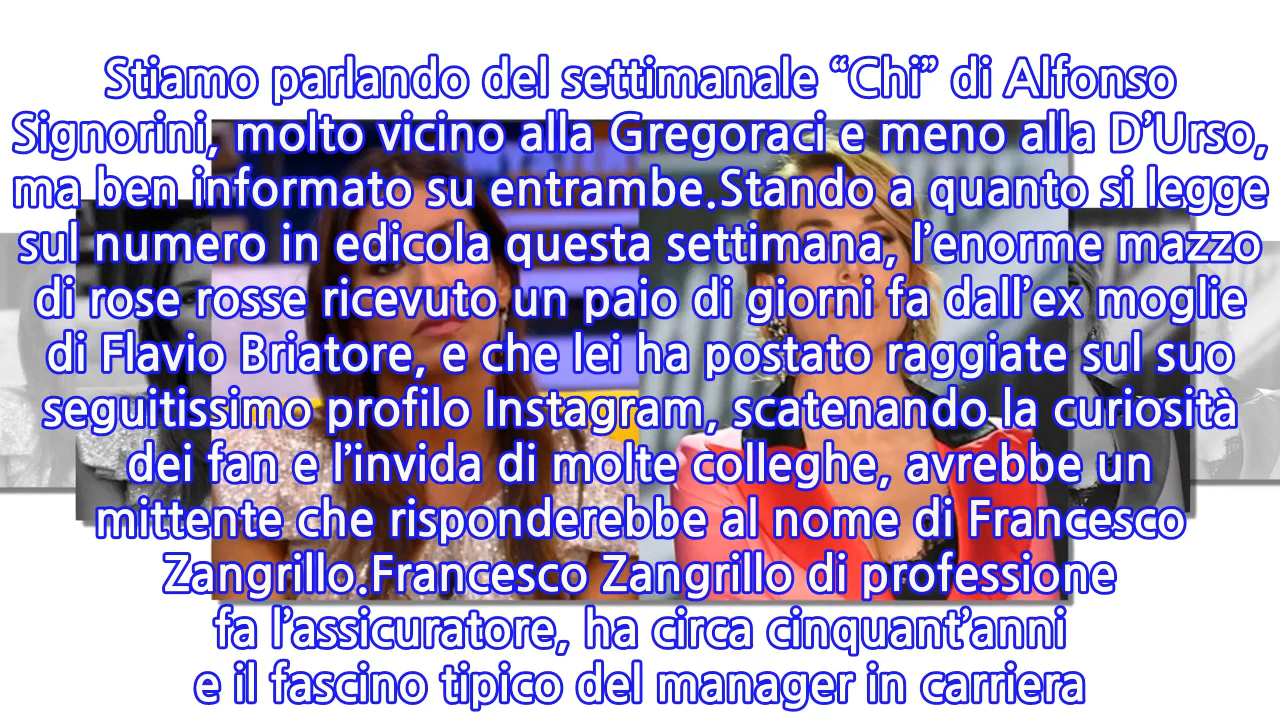 Stiamo parlando del settimanale “Chi” di Alfonso
Signorini, molto vicino alla Gregoraci e meno alla D’Urso,
ma ben informato su entrambe.Stando a quanto si legge
sul numero in edicola questa settimana, l’enorme mazzo
di rose rosse ricevuto un paio di giorni fa dall’ex moglie
di Flavio Briatore, e che lei ha postato raggiate sul suo
seguitissimo profilo Instagram, scatenando la curiosità
dei fan e l’invida di molte colleghe, avrebbe un
mittente che risponderebbe al nome di Francesco
Zangrillo.Francesco Zangrillo di professione
fa l’assicuratore, ha circa cinquant’anni
e il fascino tipico del manager in carriera